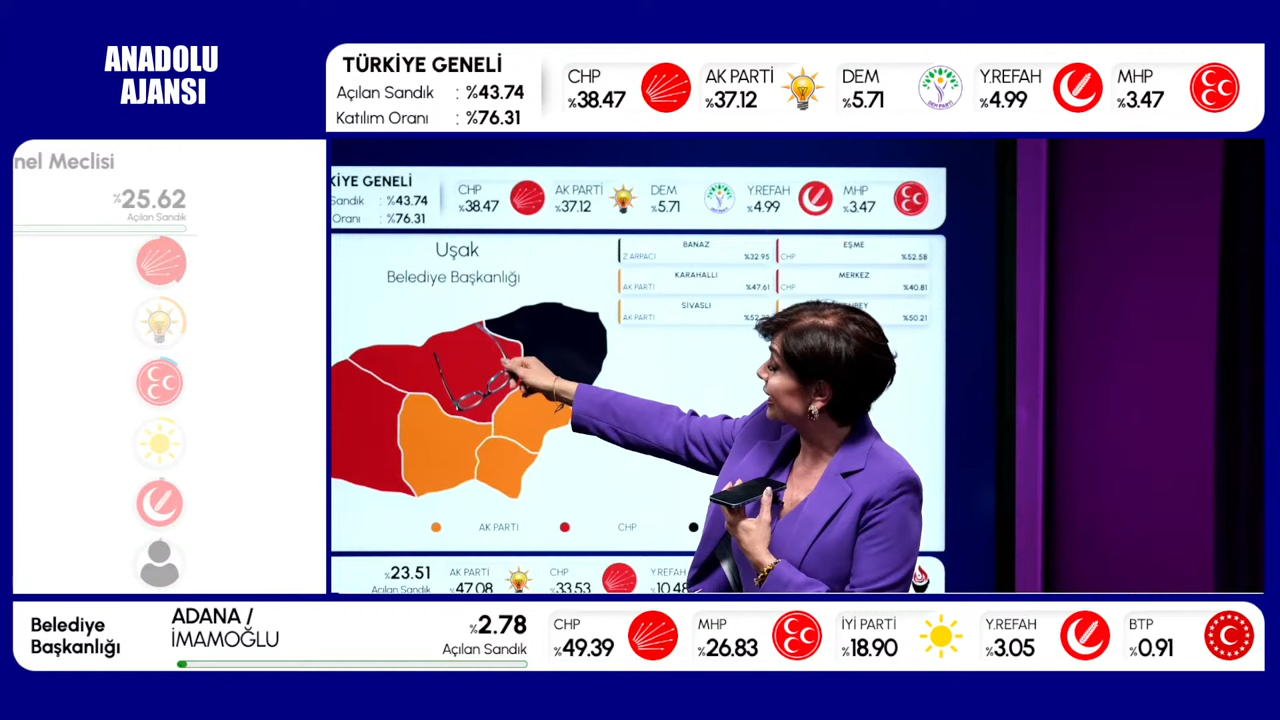 ANADOLU
AJANSI
TÜRKİYE GENELİ
Açılan Sandık : %43.74
Katılım Oranı : %76.31
CHP
%38.47
AK PARTİ
%37.12
DEM
%5.71
DEM PARTİ
Y.REFAH
%4.99
MHP
%3.47
nel Meclisi
%25.62
Açılan Sandık
KİYE GENELİ
Sandık : %43.74
Oranı : %76.31
CHP
%38.47
AK PARTİ
%37.12
DEM
%5.71
Y.REFAH
%4.99
MHP
%3.47
Uşak
Belediye Başkanlığı
BANAZ
Z.ARPACI %32.95
EŞME
CHP %52.58
KARAHALLI
AK PARTİ %47.61
MERKEZ
CHP %40.81
SİVASLI
AK PARTİ
%50.21
AK PARTİ
CHP
%23.51
Açılan Sandık
AK PARTİ
%47.08
CHP
%33.53
Y.REFAH
%10.48
Belediye
Başkanlığı
ADANA /
İMAMOĞLU
%2.78
Açılan Sandık
CHP
%49.39
MHP
%26.83
İYİ PARTİ
%18.90
Y.REFAH
%3.05
BTP
%0.91